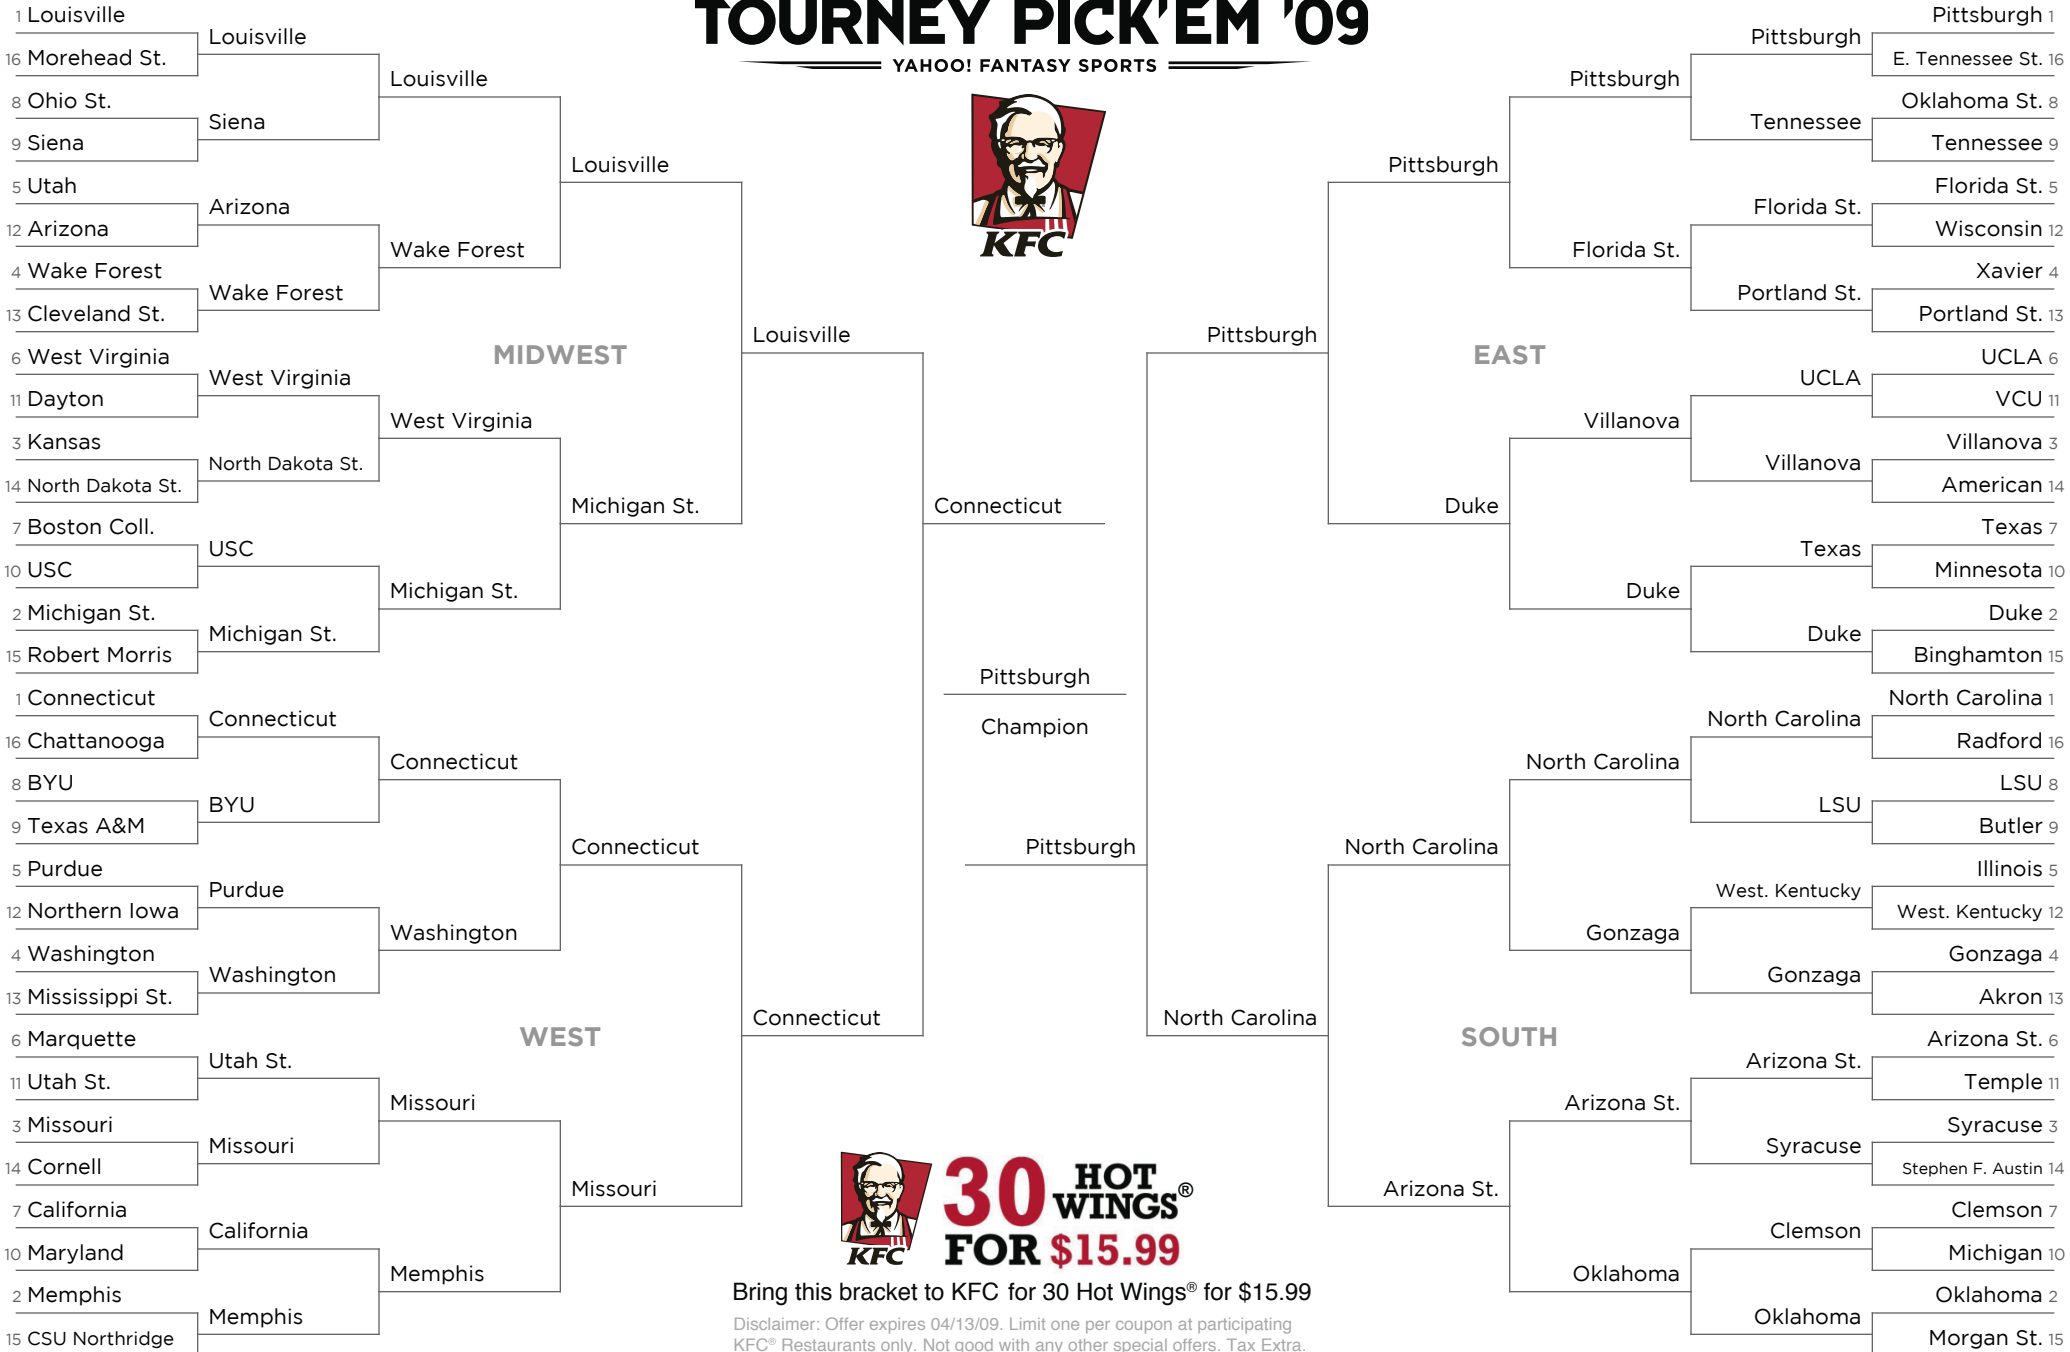 TOURNEY PICK'EM '09
YAHOO! FANTASY SPORTS
KFC
MIDWEST
1 Louisville
16 Morehead St.
8 Ohio St.
9 Siena
5 Utah
12 Arizona
4 Wake Forest
13 Cleveland St.
6 West Virginia
11 Dayton
3 Kansas
14 North Dakota St.
7 Boston Coll.
10 USC
2 Michigan St.
15 Robert Morris
Louisville
Siena
Arizona
Wake Forest
West Virginia
North Dakota St.
USC
Michigan St.
Louisville
Wake Forest
West Virginia
Michigan St.
Louisville
Michigan St.
Louisville
WEST
1 Connecticut
16 Chattanooga
8 BYU
9 Texas A&M
5 Purdue
12 Northern Iowa
4 Washington
13 Mississippi St.
6 Marquette
11 Utah St.
3 Missouri
14 Cornell
7 California
10 Maryland
2 Memphis
15 CSU Northridge
Connecticut
BYU
Purdue
Washington
Utah St.
Missouri
California
Memphis
Connecticut
Washington
Missouri
Memphis
Connecticut
Missouri
Connecticut
Connecticut
Pittsburgh
Champion
Pittsburgh
EAST
Pittsburgh 1
E. Tennessee St. 16
Oklahoma St. 8
Tennessee 9
Florida St. 5
Wisconsin 12
Xavier 4
Portland St. 13
UCLA 6
VCU 11
Villanova 3
American 14
Texas 7
Minnesota 10
Duke 2
Binghamton 15
Pittsburgh
Tennessee
Florida St.
Portland St.
UCLA
Villanova
Texas
Duke
Pittsburgh
Florida St.
Villanova
Duke
Pittsburgh
Duke
Pittsburgh
SOUTH
North Carolina 1
Radford 16
LSU 8
Butler 9
Illinois 5
West. Kentucky 12
Gonzaga 4
Akron 13
Arizona St. 6
Temple 11
Syracuse 3
Stephen F. Austin 14
Clemson 7
Michigan 10
Oklahoma 2
Morgan St. 15
North Carolina
LSU
West. Kentucky
Gonzaga
Arizona St.
Syracuse
Clemson
Oklahoma
North Carolina
Gonzaga
Arizona St.
Oklahoma
North Carolina
Arizona St.
North Carolina
KFC
30 HOT WINGS®
FOR $15.99
Bring this bracket to KFC for 30 Hot Wings® for $15.99
Disclaimer: Offer expires 04/13/09. Limit one per coupon at participating
KFC® Restaurants only. Not good with any other special offers. Tax Extra.